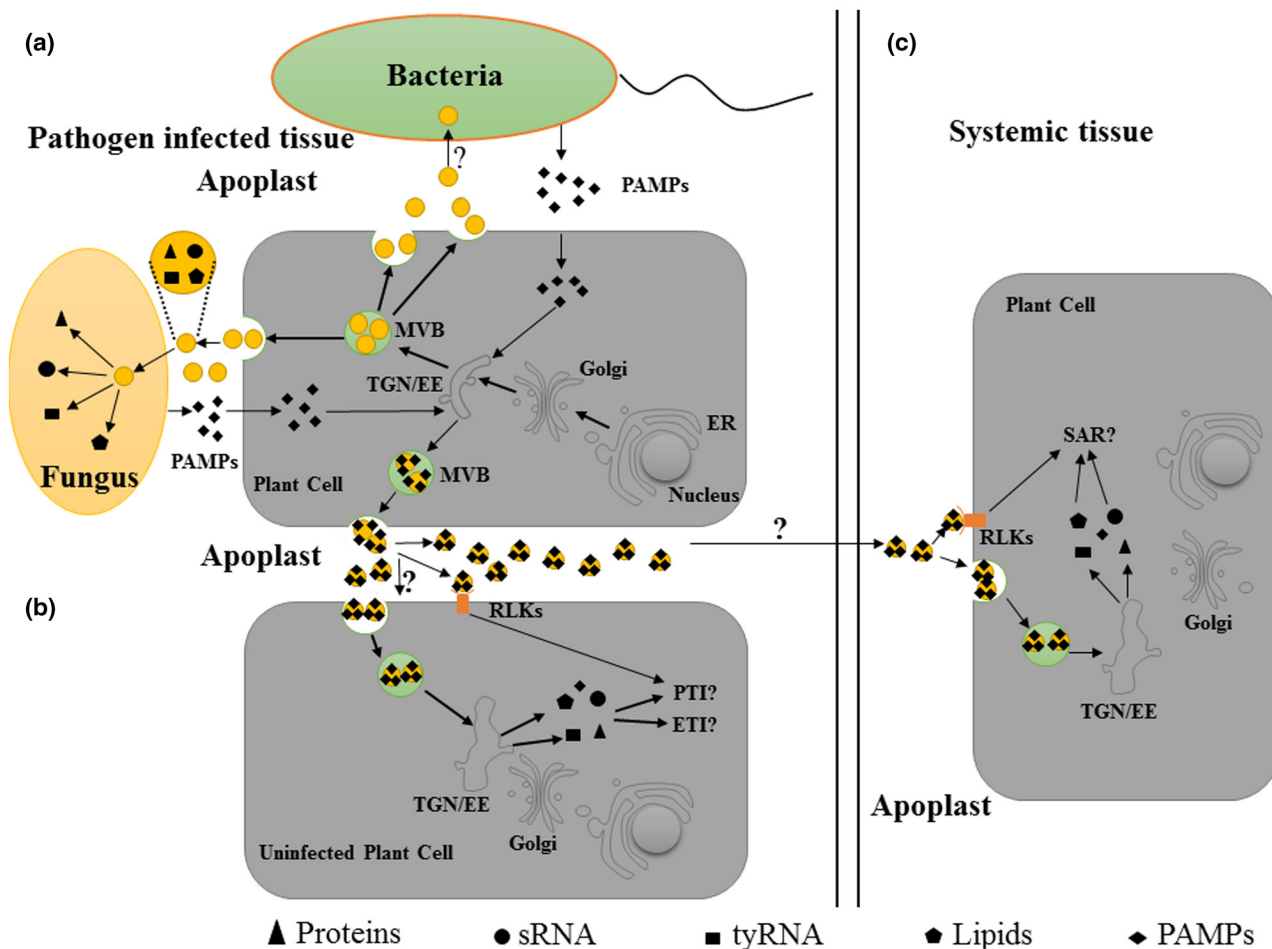 (a)
Bacteria
(c)
Pathogen infected tissue
Apoplast
?
PAMPs
Systemic tissue
Plant Cell
MVB
TGN/EE
Golgi
ER
Nucleus
Fungus
PAMPs
Plant Cell
MVB
SAR?
RLKs
Golgi
TGN/EE
Apoplast
Apoplast
?
?
(b)
RLKs
PTI?
ETI?
TGN/EE
Golgi
Uninfected Plant Cell
Proteins sRNA tyRNA Lipids PAMPs